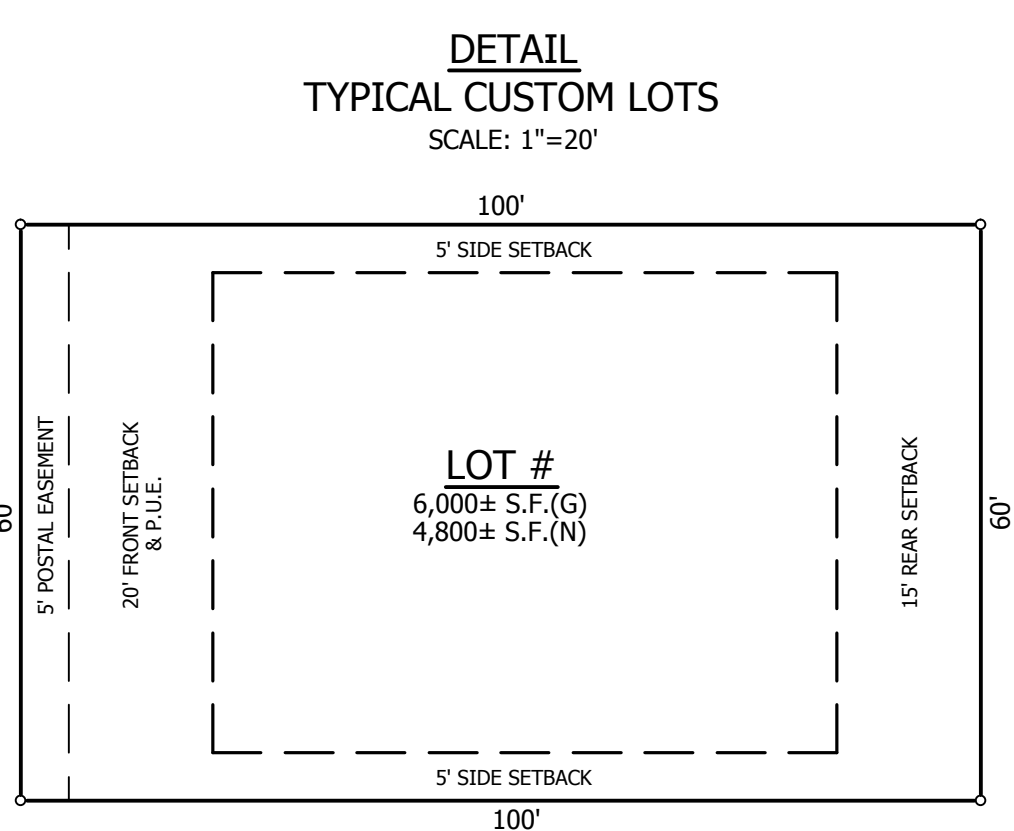 DETAIL
TYPICAL CUSTOM LOTS
SCALE: 1"=20'
100'
5' SIDE SETBACK
60'
5' POSTAL EASEMENT
20' FRONT SETBACK
& P.U.E.
LOT #
6,000± S.F.(G)
4,800± S.F.(N)
15' REAR SETBACK
60'
5' SIDE SETBACK
100'